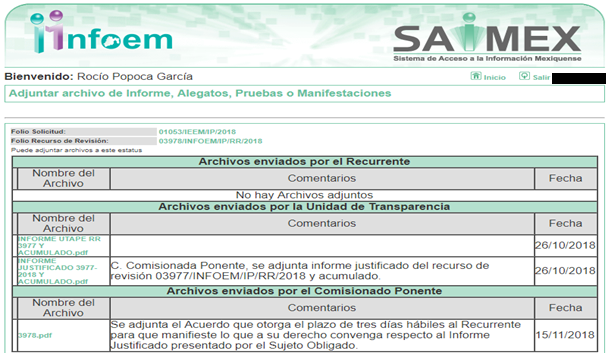 infoem
SAIMEX
Sistema de Acceso a la Información Mexiquense
Bienvenido: Rocío Popoca García
Inicio
Salir
Adjuntar archivo de Informe, Alegatos, Pruebas o Manifestaciones
Folio Solicitud: 01053/IEEM/IP/2018
Folio Recurso de Revisión: 03978/INFOEM/IP/RR/2018
Puede adjuntar archivos a este estatus
Archivos enviados por el Recurrente
Nombre del Archivo Comentarios Fecha
No hay Archivos adjuntos
Archivos enviados por la Unidad de Transparencia
Nombre del Archivo Comentarios Fecha
INFORME UTAPE RR
3977 Y
ACUMULADO.pdf
26/10/2018
INFORME
JUSTIFICADO 3977-
2018 Y
ACUMULADO.pdf
C. Comisionada Ponente, se adjunta informe justificado del recurso de
revisión 03977/INFOEM/IP/RR/2018 y acumulado.
26/10/2018
Archivos enviados por el Comisionado Ponente
Nombre del Archivo Comentarios Fecha
3978.pdf
Se adjunta el Acuerdo que otorga el plazo de tres días hábiles al Recurrente
para que manifieste lo que a su derecho convenga respecto al Informe
Justificado presentado por el Sujeto Obligado.
15/11/2018